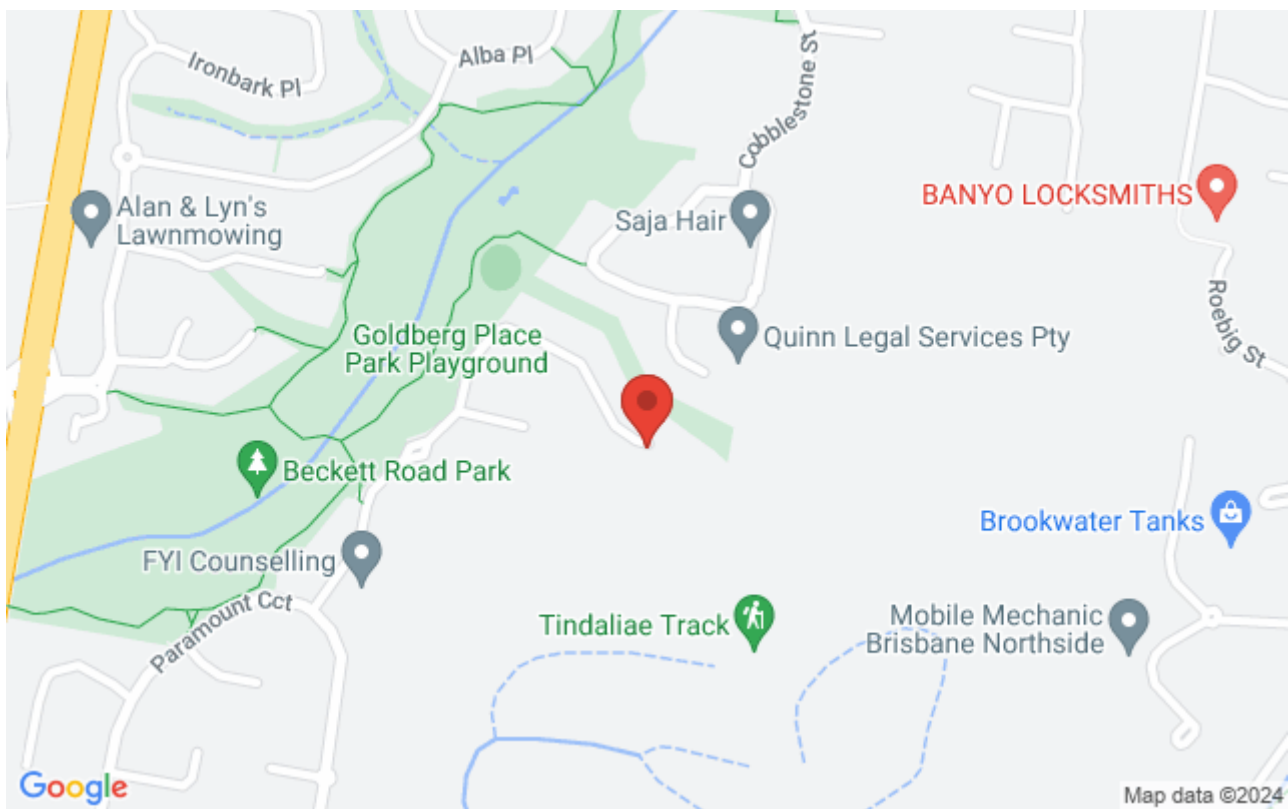 Ironbark Pl
Alba Pl
Cobblestone St
Alan & Lyn's
Lawnmowing
Saja Hair
BANYO LOCKSMITHS
Roebig St
Goldberg Place
Park Playground
Quinn Legal Services Pty
Beckett Road Park
Brookwater Tanks
FYI Counselling
Paramount Cct
Tindaliae Track
Mobile Mechanic
Brisbane Northside
Google
Map data ©2024